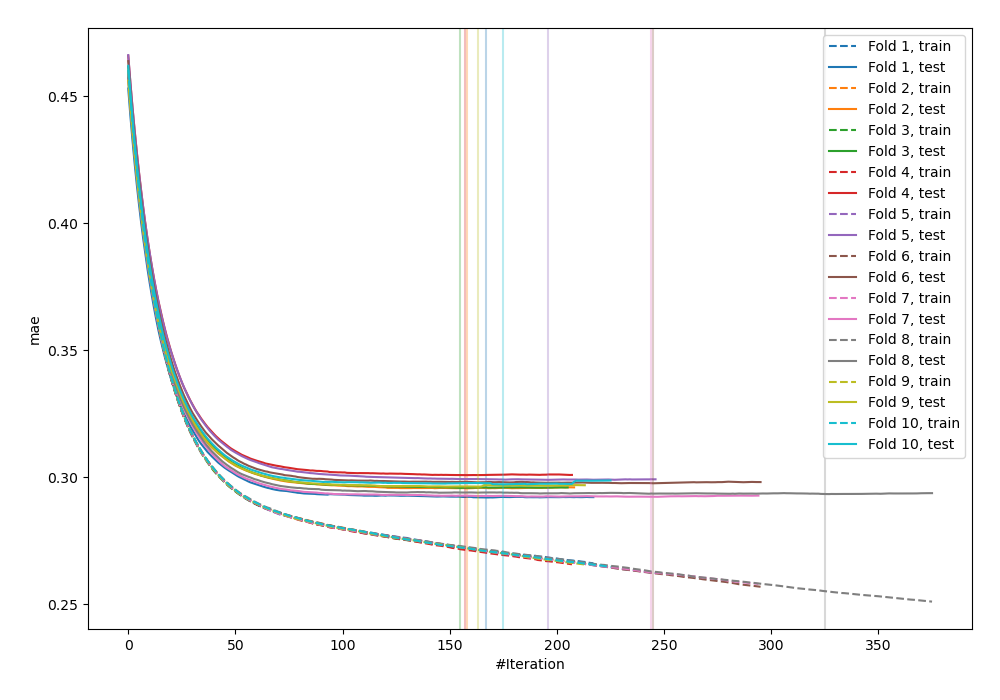 Fold 1, train
Fold 1, test
Fold 2, train
Fold 2, test
Fold 3, train
Fold 3, test
Fold 4, train
Fold 4, test
Fold 5, train
Fold 5, test
Fold 6, train
Fold 6, test
Fold 7, train
Fold 7, test
Fold 8, train
Fold 8, test
Fold 9, train
Fold 9, test
Fold 10, train
Fold 10, test
0.45
0.40
0.35
0.30
0.25
mae
0 50 100 150 200 250 300 350
#Iteration